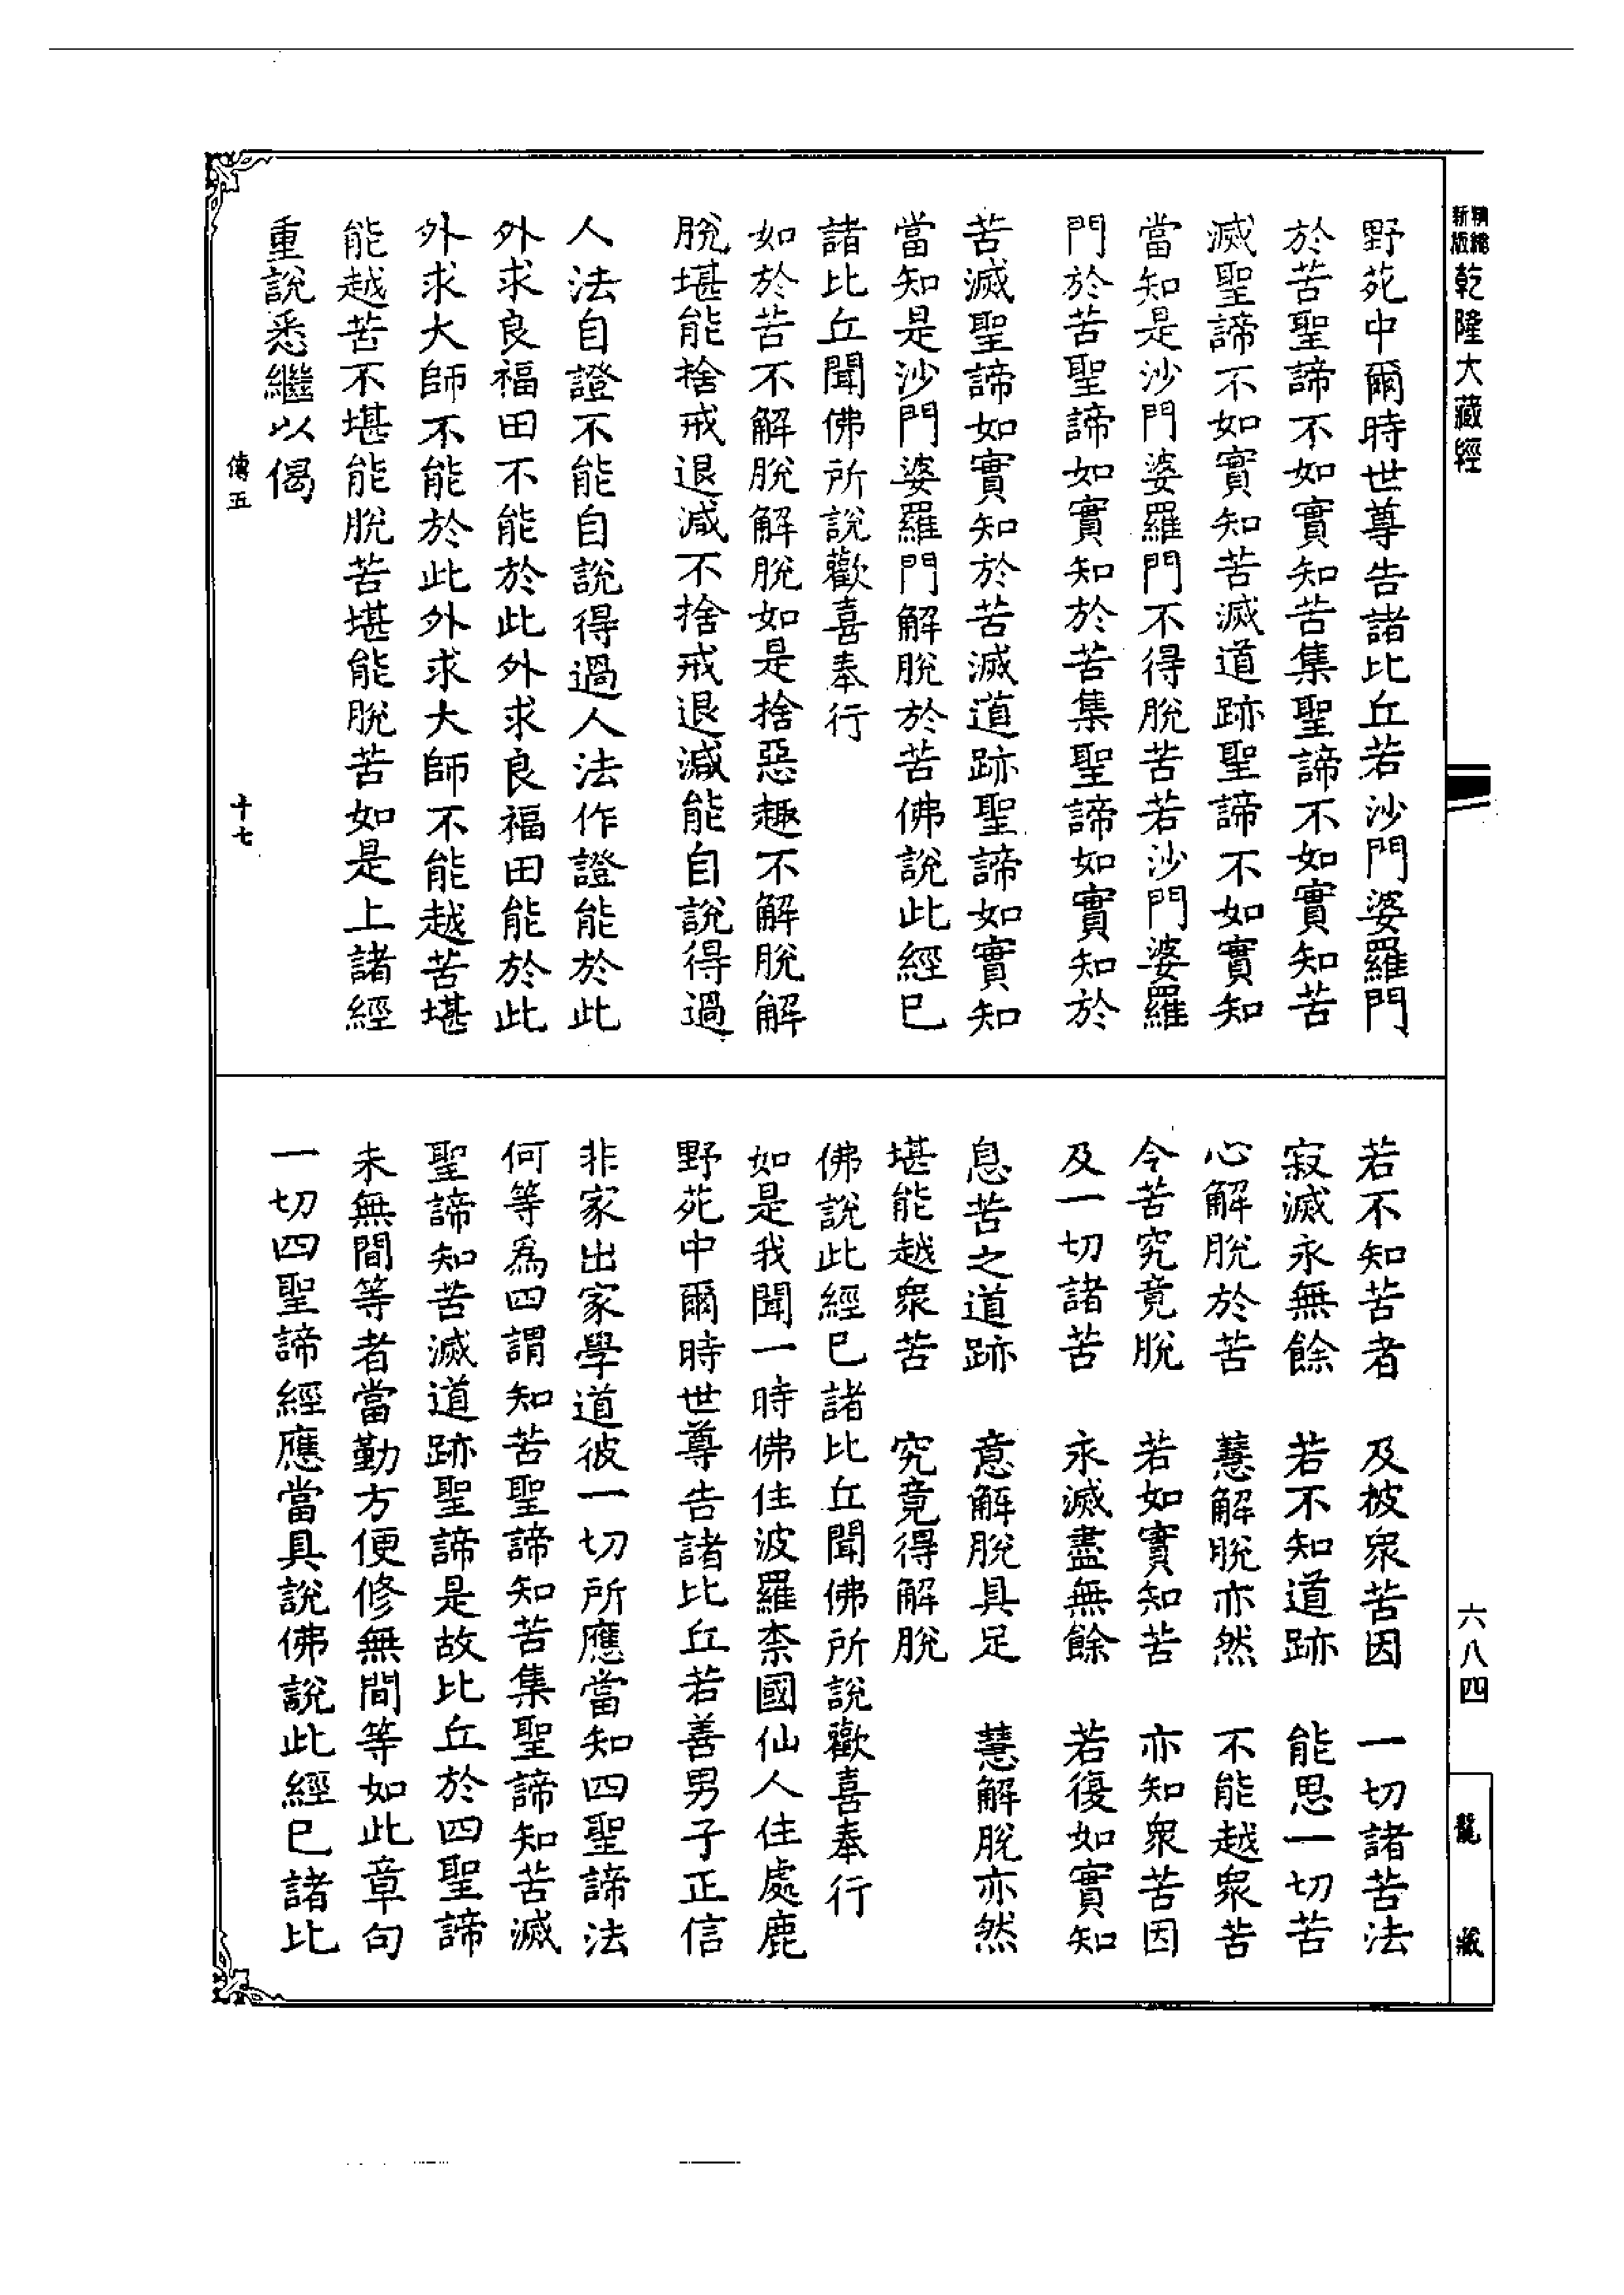 精縮
新版
乾隆大藏經
六八四
龍藏
野苑中爾時世尊告諸比丘若沙門婆羅門
於苦聖諦不如實知苦集聖諦不如實知苦
滅聖諦不如實知苦滅道跡聖諦不如實知
當知是沙門婆羅門不得脫苦若沙門婆羅
門於苦聖諦如實知於苦集聖諦如實知於
苦滅聖諦如實知於苦滅道跡聖諦如實知
當知是沙門婆羅門解脫於苦佛說此經已
諸比丘聞佛所說歡喜奉行
如於苦不解脫解脫如是捨惡趣不解脫解
脫堪能捨戒退減不捨戒退減能自說得過
人法自證不能自說得過人法作證能於此
外求良福田不能於此外求良福田能於此
外求大師不能於此外求大師不能越苦堪
能越苦不堪能脫苦堪能脫苦如是上諸經
重說悉繼以偈
若不知苦者　及彼眾苦因　一切諸苦法
寂滅永無餘　若不知道跡　能思一切苦
心解脫於苦　慧解脫亦然　不能越眾苦
令苦究竟脫　若如實知苦　亦知眾苦因
及一切諸苦　永滅盡無餘　若復如實知
息苦之道跡　意解脫具足　慧解脫亦然
堪能越眾苦　究竟得解脫
佛說此經已諸比丘聞佛所說歡喜奉行
如是我聞一時佛住波羅柰國仙人住處鹿
野苑中爾時世尊告諸比丘若善男子正信
非家出家學道彼一切所應當知四聖諦法
何等為四謂知苦聖諦知苦集聖諦知苦滅
聖諦知苦滅道跡聖諦是故比丘於四聖諦
未無間等者當勤方便修無間等如此章句
一切四聖諦經應當具說佛說此經已諸比
傳五
十七